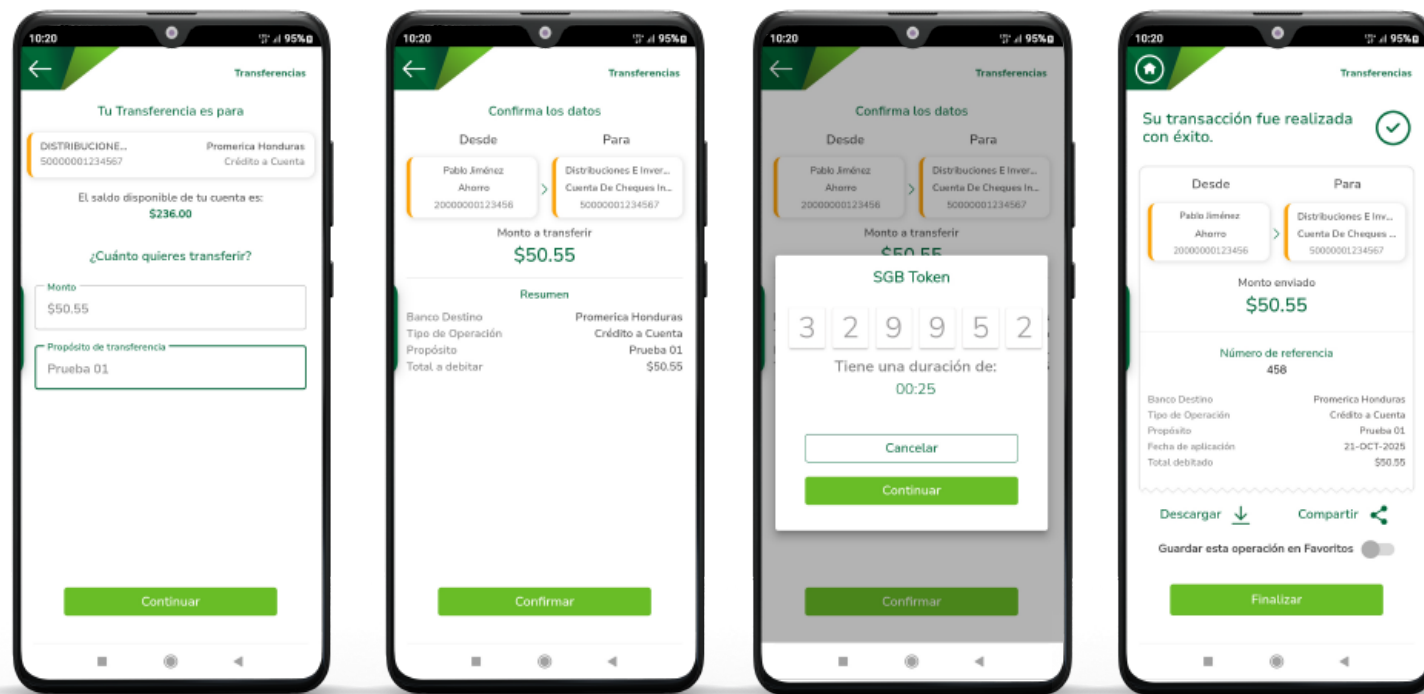 10:20
95%
Transferencias
Tu Transferencia es para
DISTRIBUCIONE... Promerica Honduras
50000001234567 Crédito a Cuenta
El saldo disponible de tu cuenta es:
$236.00
¿Cuánto quieres transferir?
Monto
$50.55
Propósito de transferencia
Prueba 01
Continuar
10:20
95%
Transferencias
Confirma los datos
Desde Para
Pablo Jiménez Distribuciones E Inver...
Ahorro Cuenta De Cheques In...
20000000123456 50000001234567
Monto a transferir
$50.55
Resumen
Banco Destino Promerica Honduras
Tipo de Operación Crédito a Cuenta
Propósito Prueba 01
Total a debitar $50.55
Confirmar
10:20
95%
Transferencias
Confirma los datos
Desde Para
Pablo Jiménez Distribuciones E Inver...
Ahorro Cuenta De Cheques In...
20000000123456 50000001234567
Monto a transferir
$50.55
SGB Token
3 2 9 9 5 2
Tiene una duración de:
00:25
Cancelar
Continuar
Confirmar
10:20
95%
Transferencias
Su transacción fue realizada
con éxito.
Desde Para
Pablo Jiménez Distribuciones E Inv...
Ahorro Cuenta De Cheques ...
20000000123456 50000001234567
Monto enviado
$50.55
Número de referencia
458
Banco Destino Promerica Honduras
Tipo de Operación Crédito a Cuenta
Propósito Prueba 01
Fecha de aplicación 21-OCT-2025
Total debitado $50.55
Descargar Compartir
Guardar esta operación en Favoritos
Finalizar